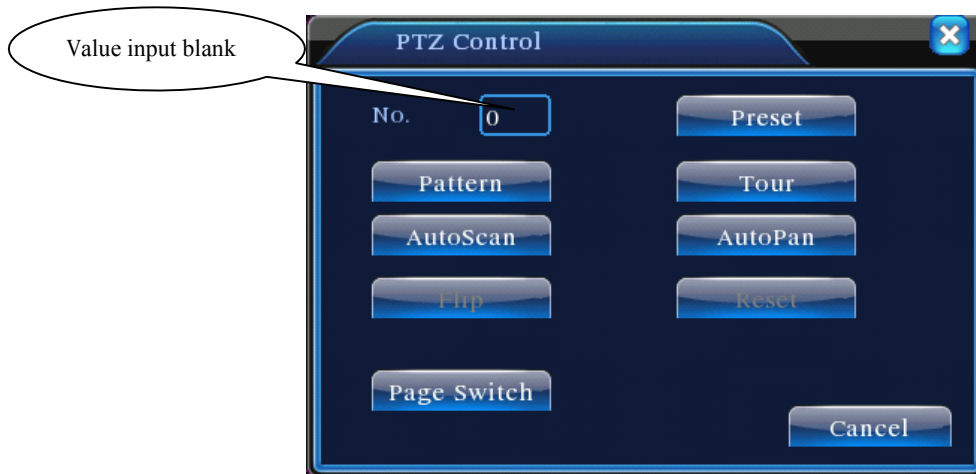 Value input blank
PTZ Control
No. 0 Preset
Pattern Tour
AutoScan AutoPan
Flip Reset
Page Switch
Cancel